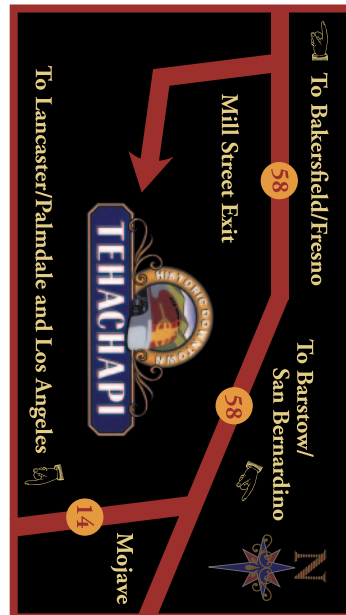 To Bakersfield/Fresno
58
Mill Street Exit
To Barstow/
San Bernardino
58
N
HISTORIC DOWNTOWN
TEHACHAPI
To Lancaster/Palmdale and Los Angeles
14
Mojave